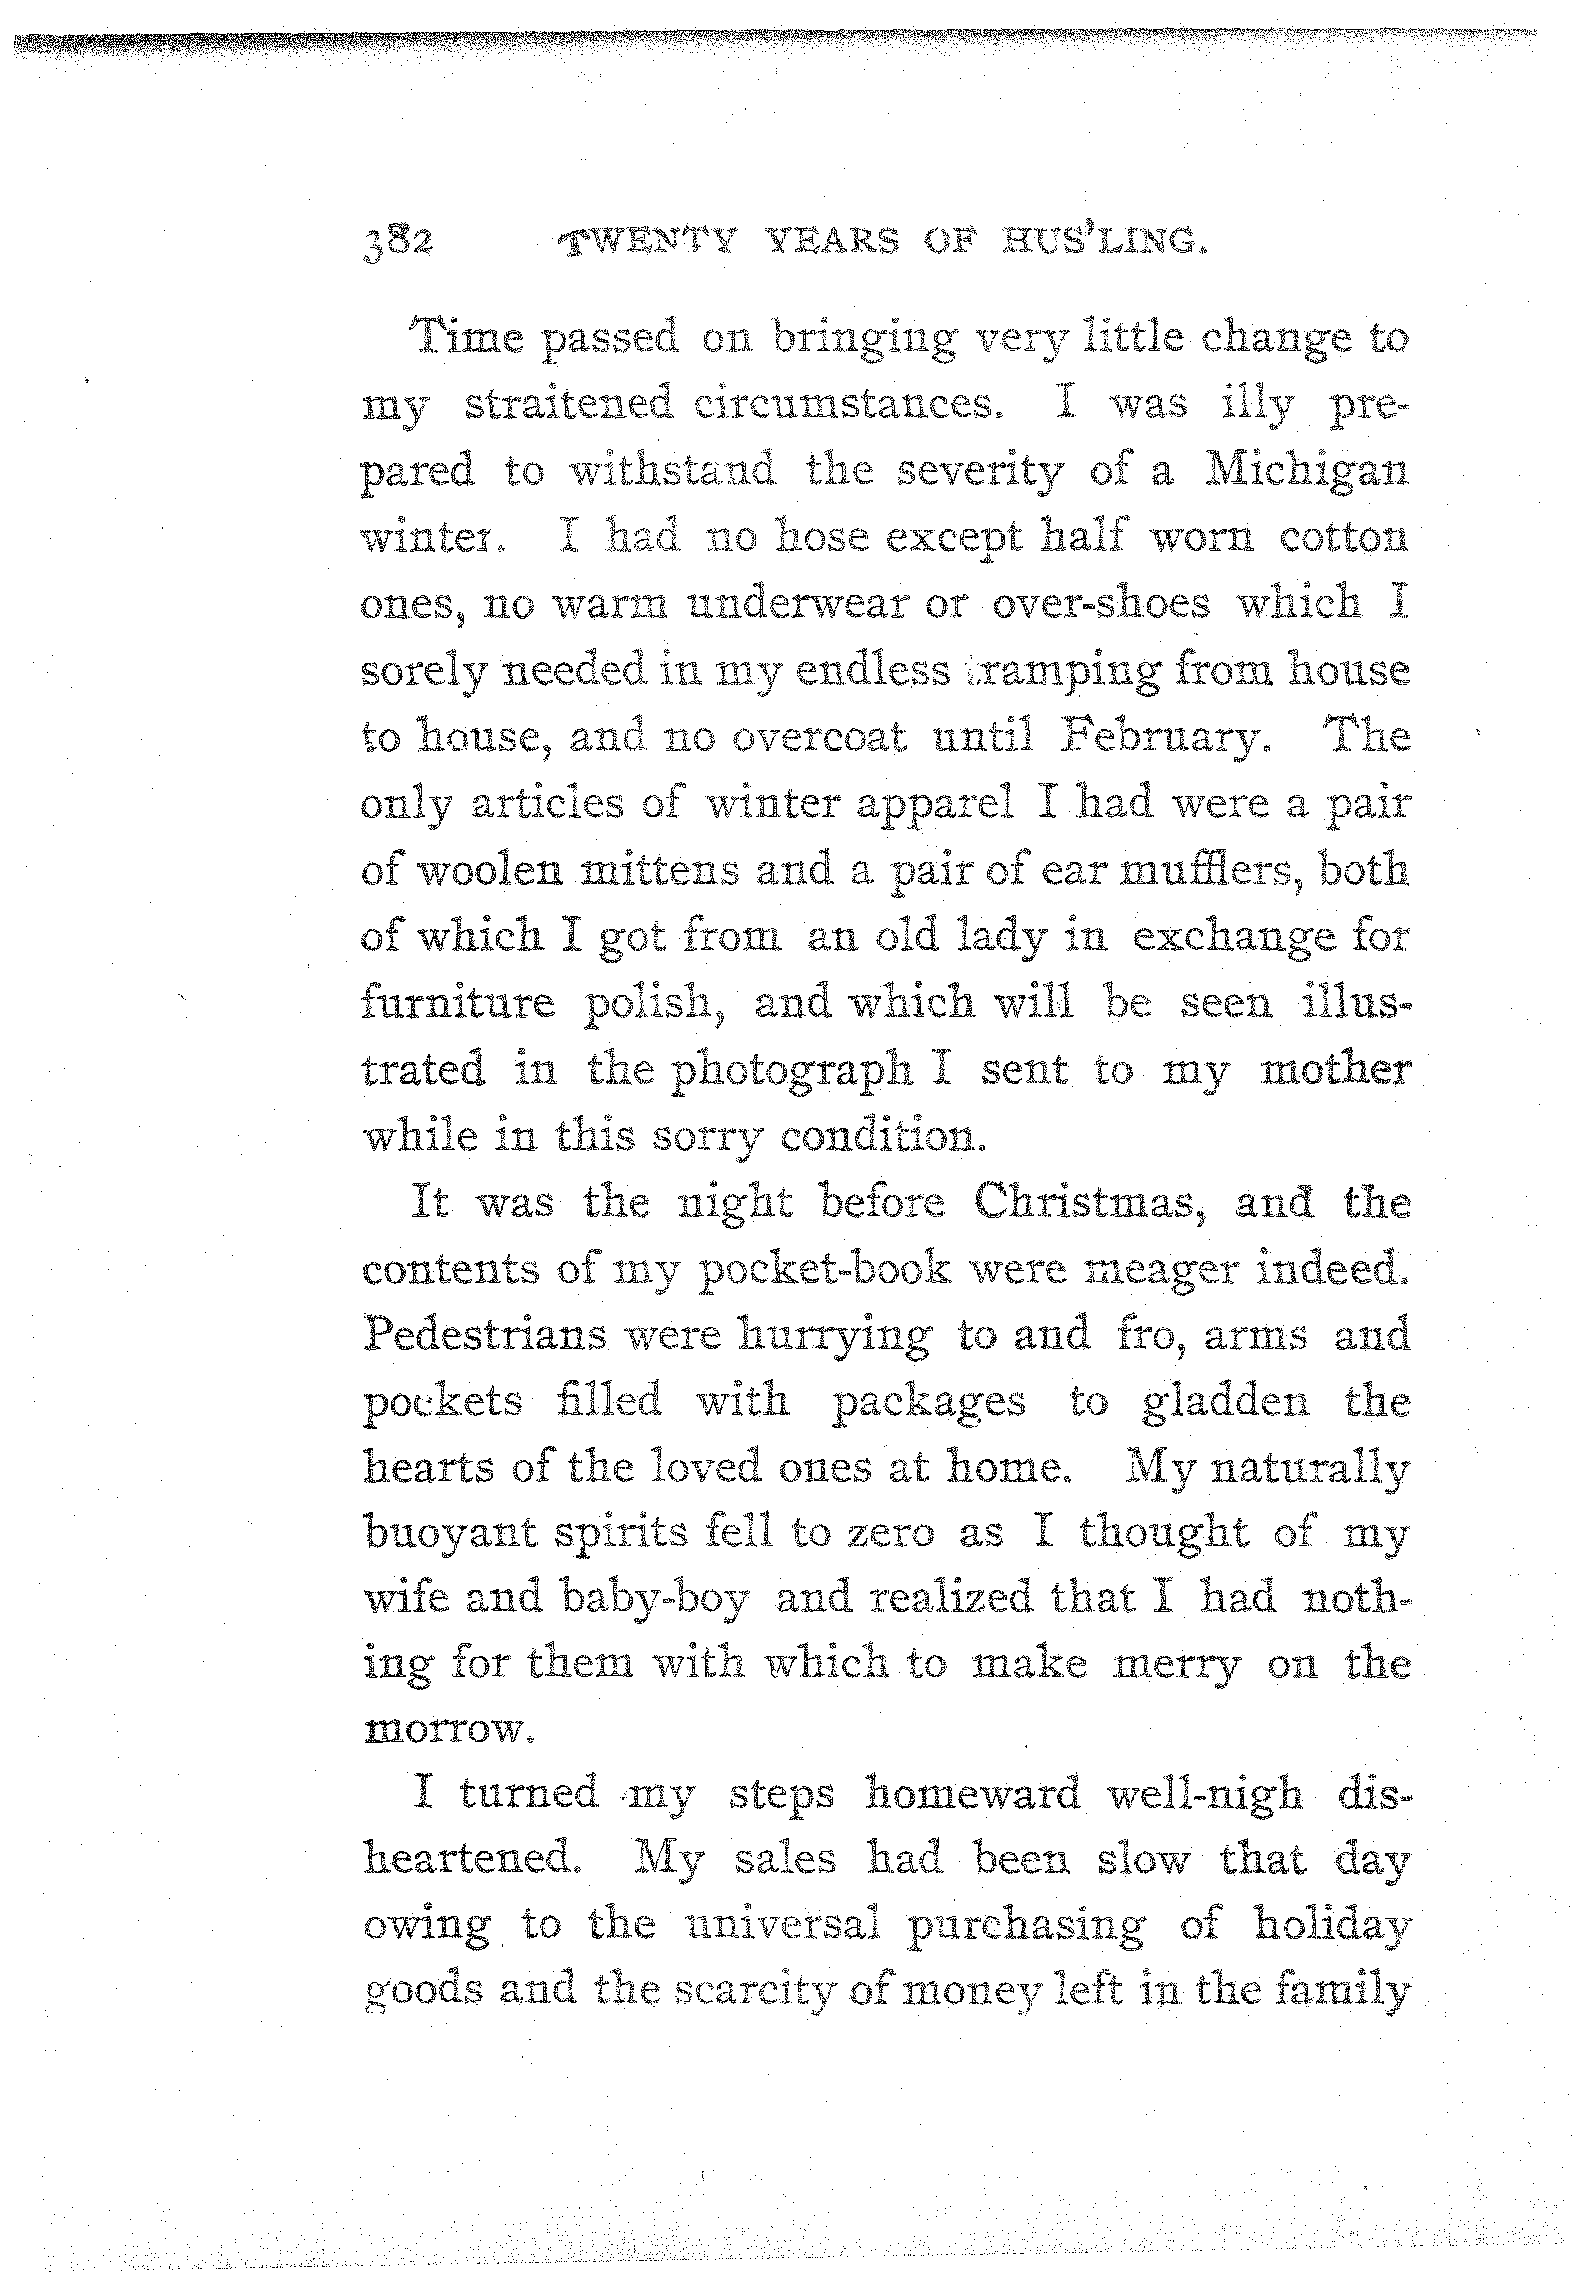 382 TWENTY YEARS OF HUS'LING.
Time passed on bringing very little change to
my straitened circumstances. I was illy pre-
pared to withstand the severity of a Michigan
winter. I had no hose except half worn cotton
ones, no warm underwear or over-shoes which I
sorely needed in my endless tramping from house
to house, and no overcoat until February. The
only articles of winter apparel I had were a pair
of woolen mittens and a pair of ear mufflers, both
of which I got from an old lady in exchange for
furniture polish, and which will be seen illus-
trated in the photograph I sent to my mother
while in this sorry condition.
It was the night before Christmas, and the
contents of my pocket-book were meager indeed.
Pedestrians were hurrying to and fro, arms and
pockets filled with packages to gladden the
hearts of the loved ones at home. My naturally
buoyant spirits fell to zero as I thought of my
wife and baby-boy and realized that I had noth-
ing for them with which to make merry on the
morrow.
I turned my steps homeward well-nigh dis-
heartened. My sales had been slow that day
owing to the universal purchasing of holiday
goods and the scarcity of money left in the family